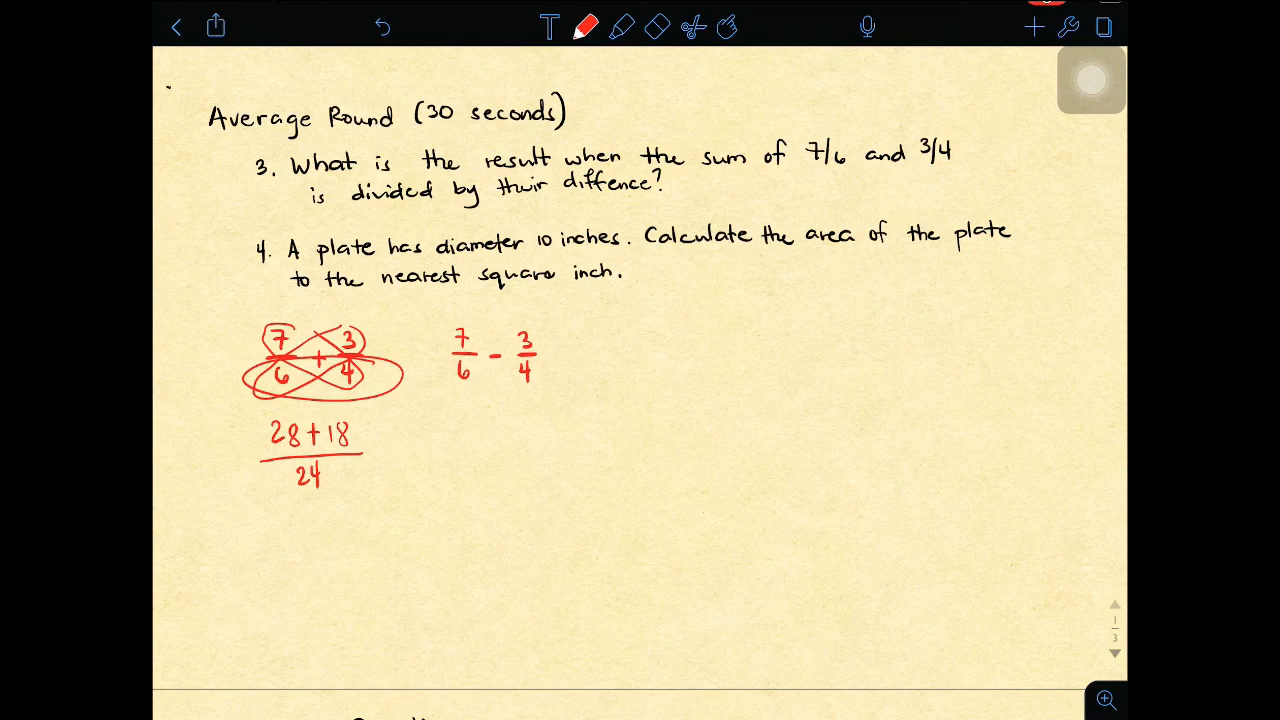 Average Round (30 seconds)
3. What is the result when the sum of 7/6 and 3/4
is divided by their diffence?
4. A plate has diameter 10 inches. Calculate the area of the plate
to the nearest square inch.
7/6 + 3/4
7/6 - 3/4
28+18
24
1
3